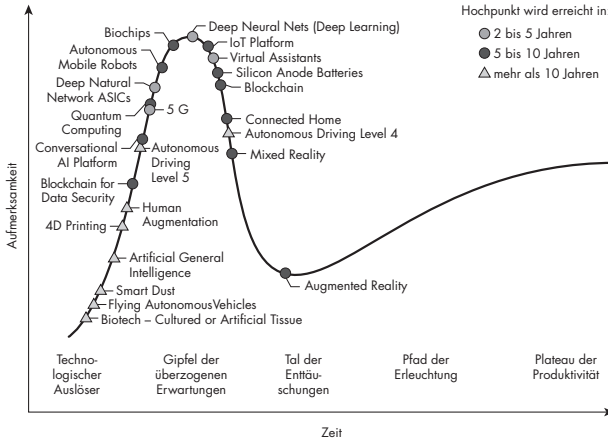 Hochpunkt wird erreicht in:
2 bis 5 Jahren
5 bis 10 Jahren
mehr als 10 Jahren
Aufmerksamkeit
Deep Neural Nets (Deep Learning)
Biochips
IoT Platform
Autonomous
Mobile Robots
Virtual Assistants
Silicon Anode Batteries
Deep Natural
Network ASICs
Blockchain
5 G
Quantum
Computing
Connected Home
Autonomous Driving Level 4
Conversational
AI Platform
Autonomous
Driving
Level 5
Mixed Reality
Blockchain for
Data Security
Human
Augmentation
4D Printing
Artificial General
Intelligence
Augmented Reality
Smart Dust
Flying AutonomousVehicles
Biotech – Cultured or Artificial Tissue
Techno-
logischer
Auslöser
Gipfel der
überzogenen
Erwartungen
Tal der
Enttäu-
schungen
Pfad der
Erleuchtung
Plateau der
Produktivität
Zeit